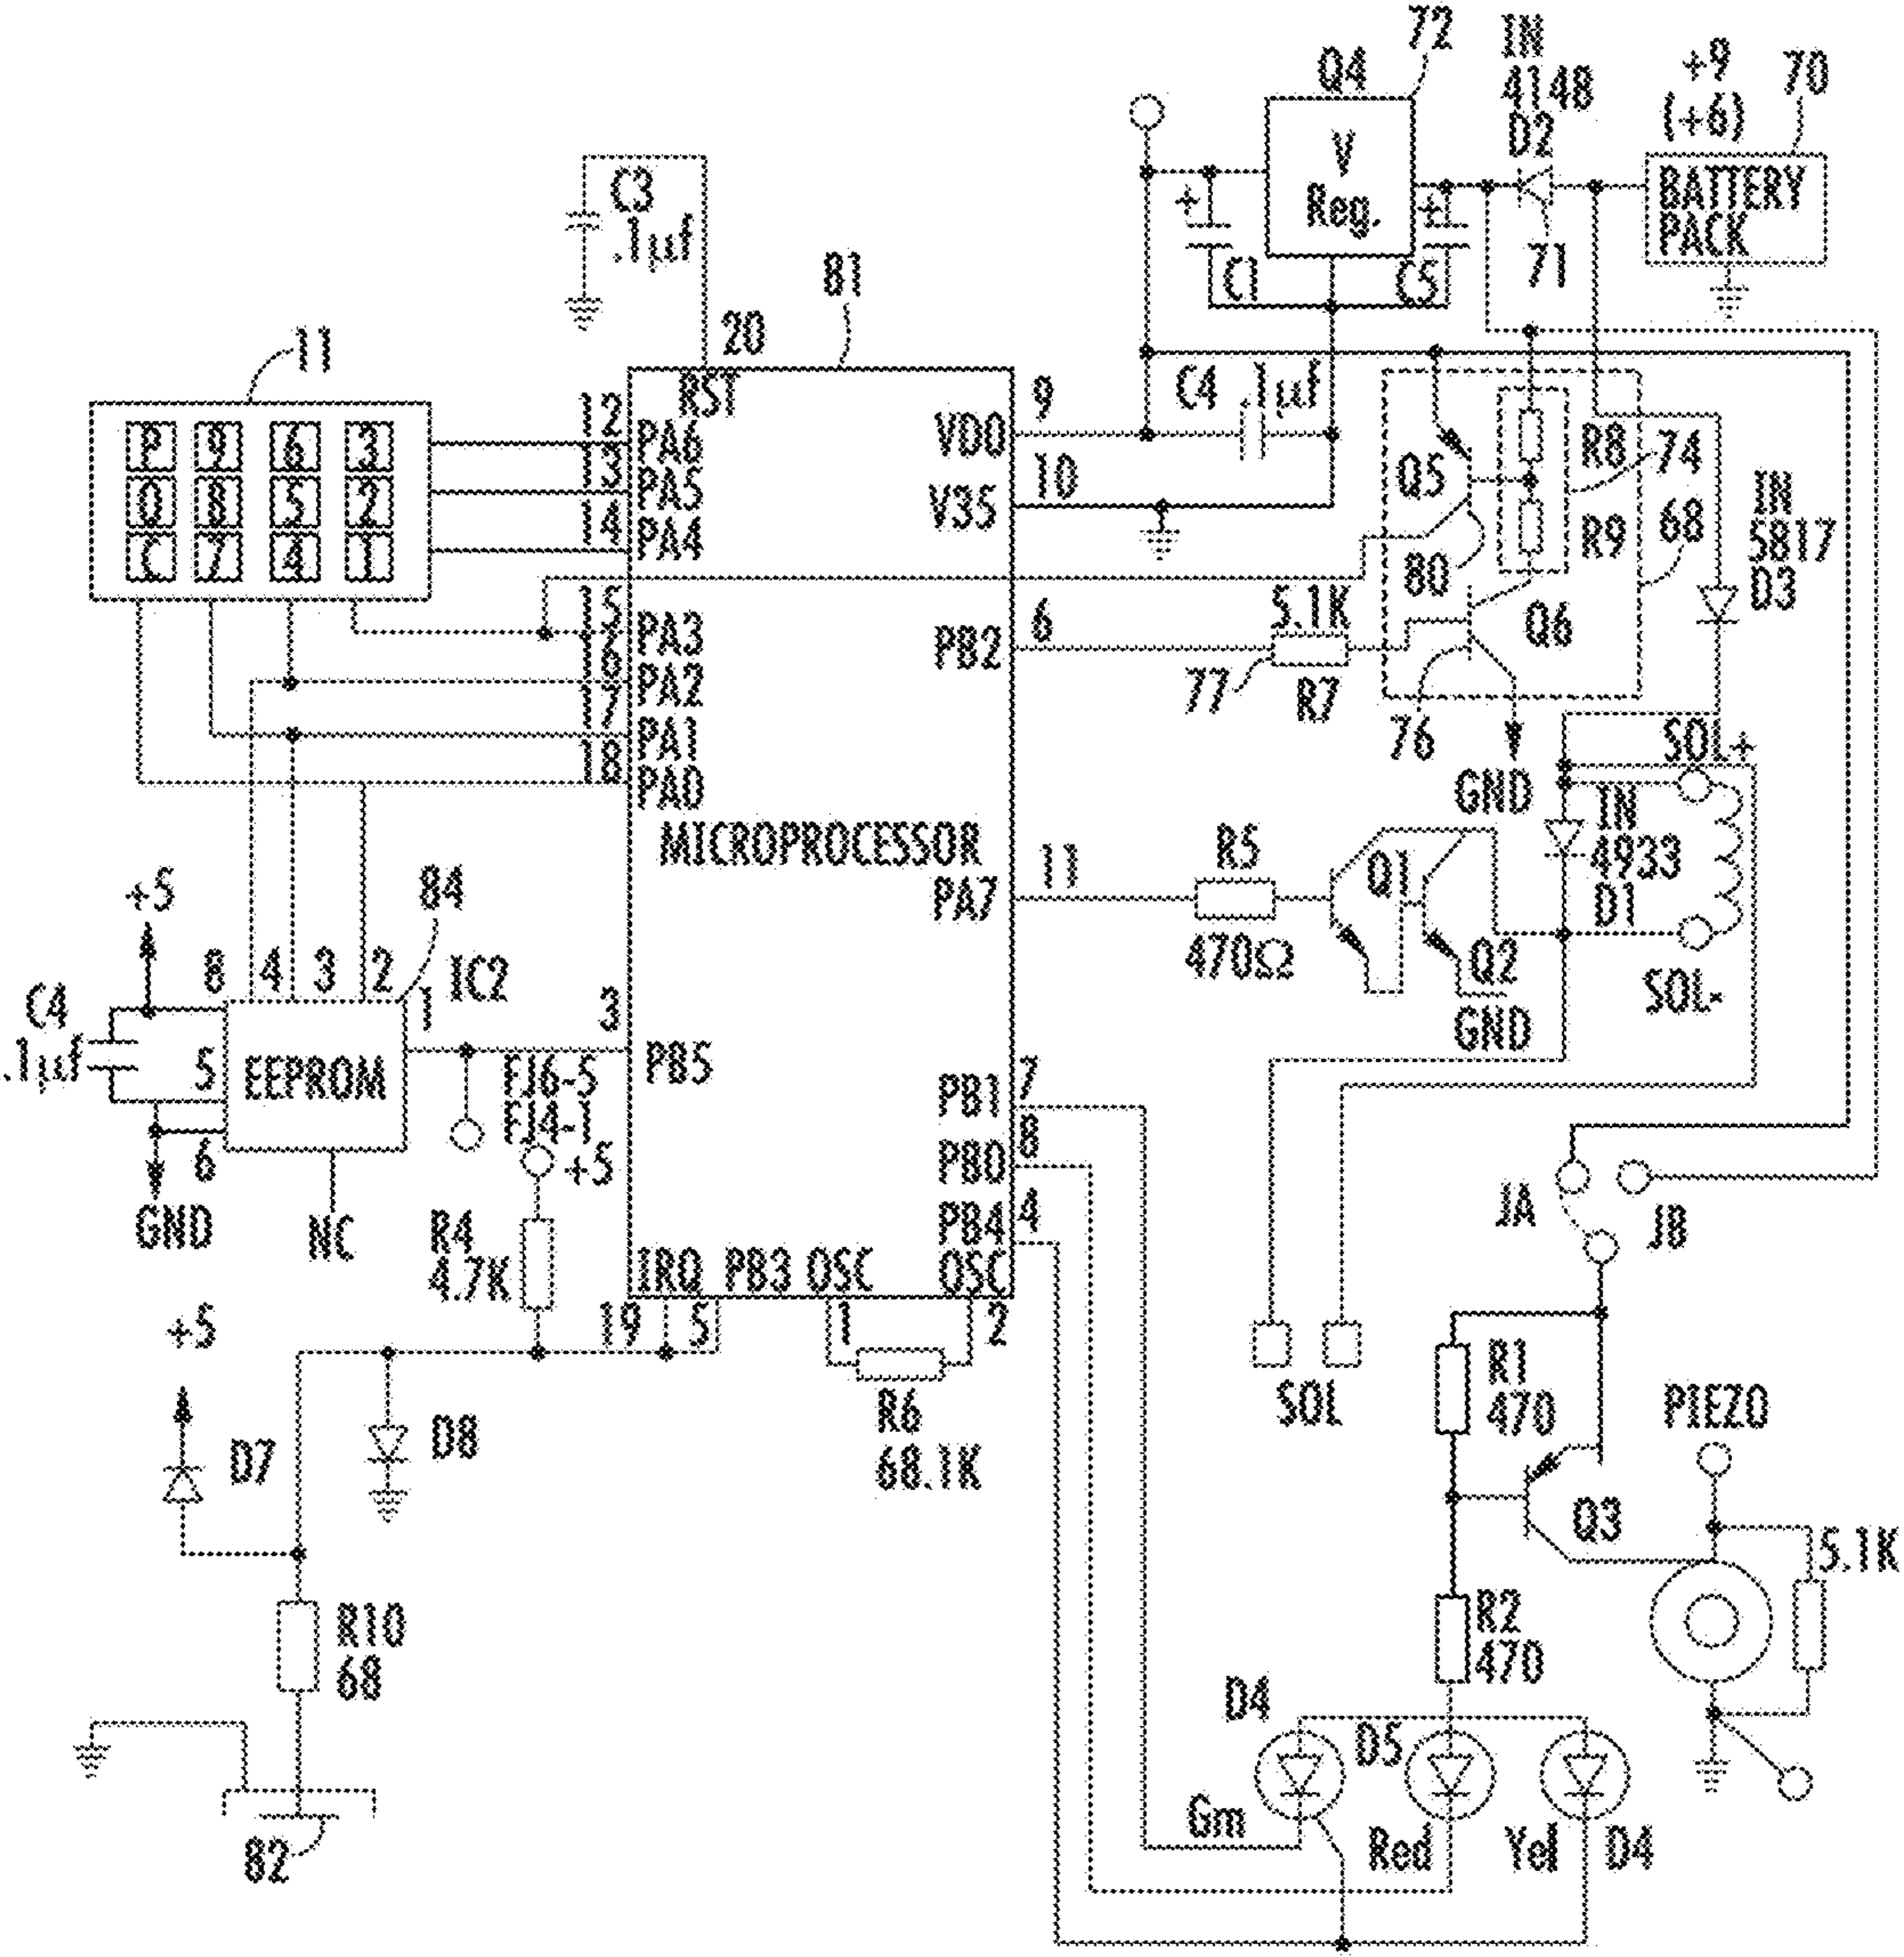 72
IN
4148
D2
+9
(+6)
70
Q4
V
Reg.
BATTERY
PACK
+
C1
+
C5
71
C3
.1µf
20
81
11
P 9 6 3
0 8 5 2
C 7 4 1
12
13
14
15
16
17
18
RST
PA6
PA5
PA4
PA3
PA2
PA1
PA0
MICROPROCESSOR
VDO
9
V35
10
C4
.1µf
PB2
6
5.1K
77
R7
Q5
80
R8
74
R9
68
Q6
76
GND
IN
5817
D3
SOL+
IN
4933
D1
SOL-
PA7
11
R5
470Ω
Q1
Q2
GND
+5
84
8
4
3
2
1
IC2
C4
.1µf
5
6
EEPROM
GND
NC
3
PB5
FJ6-5
FJ4-1
+5
R4
4.7K
PB1
7
PB0
8
PB4
4
IRQ
PB3
OSC
OSC
19
5
1
2
R6
68.1K
+5
D7
D8
R10
68
82
SOL
JA
JB
R1
470
PIEZO
Q3
5.1K
R2
470
D4
D5
Gm
Red
Yel
D4